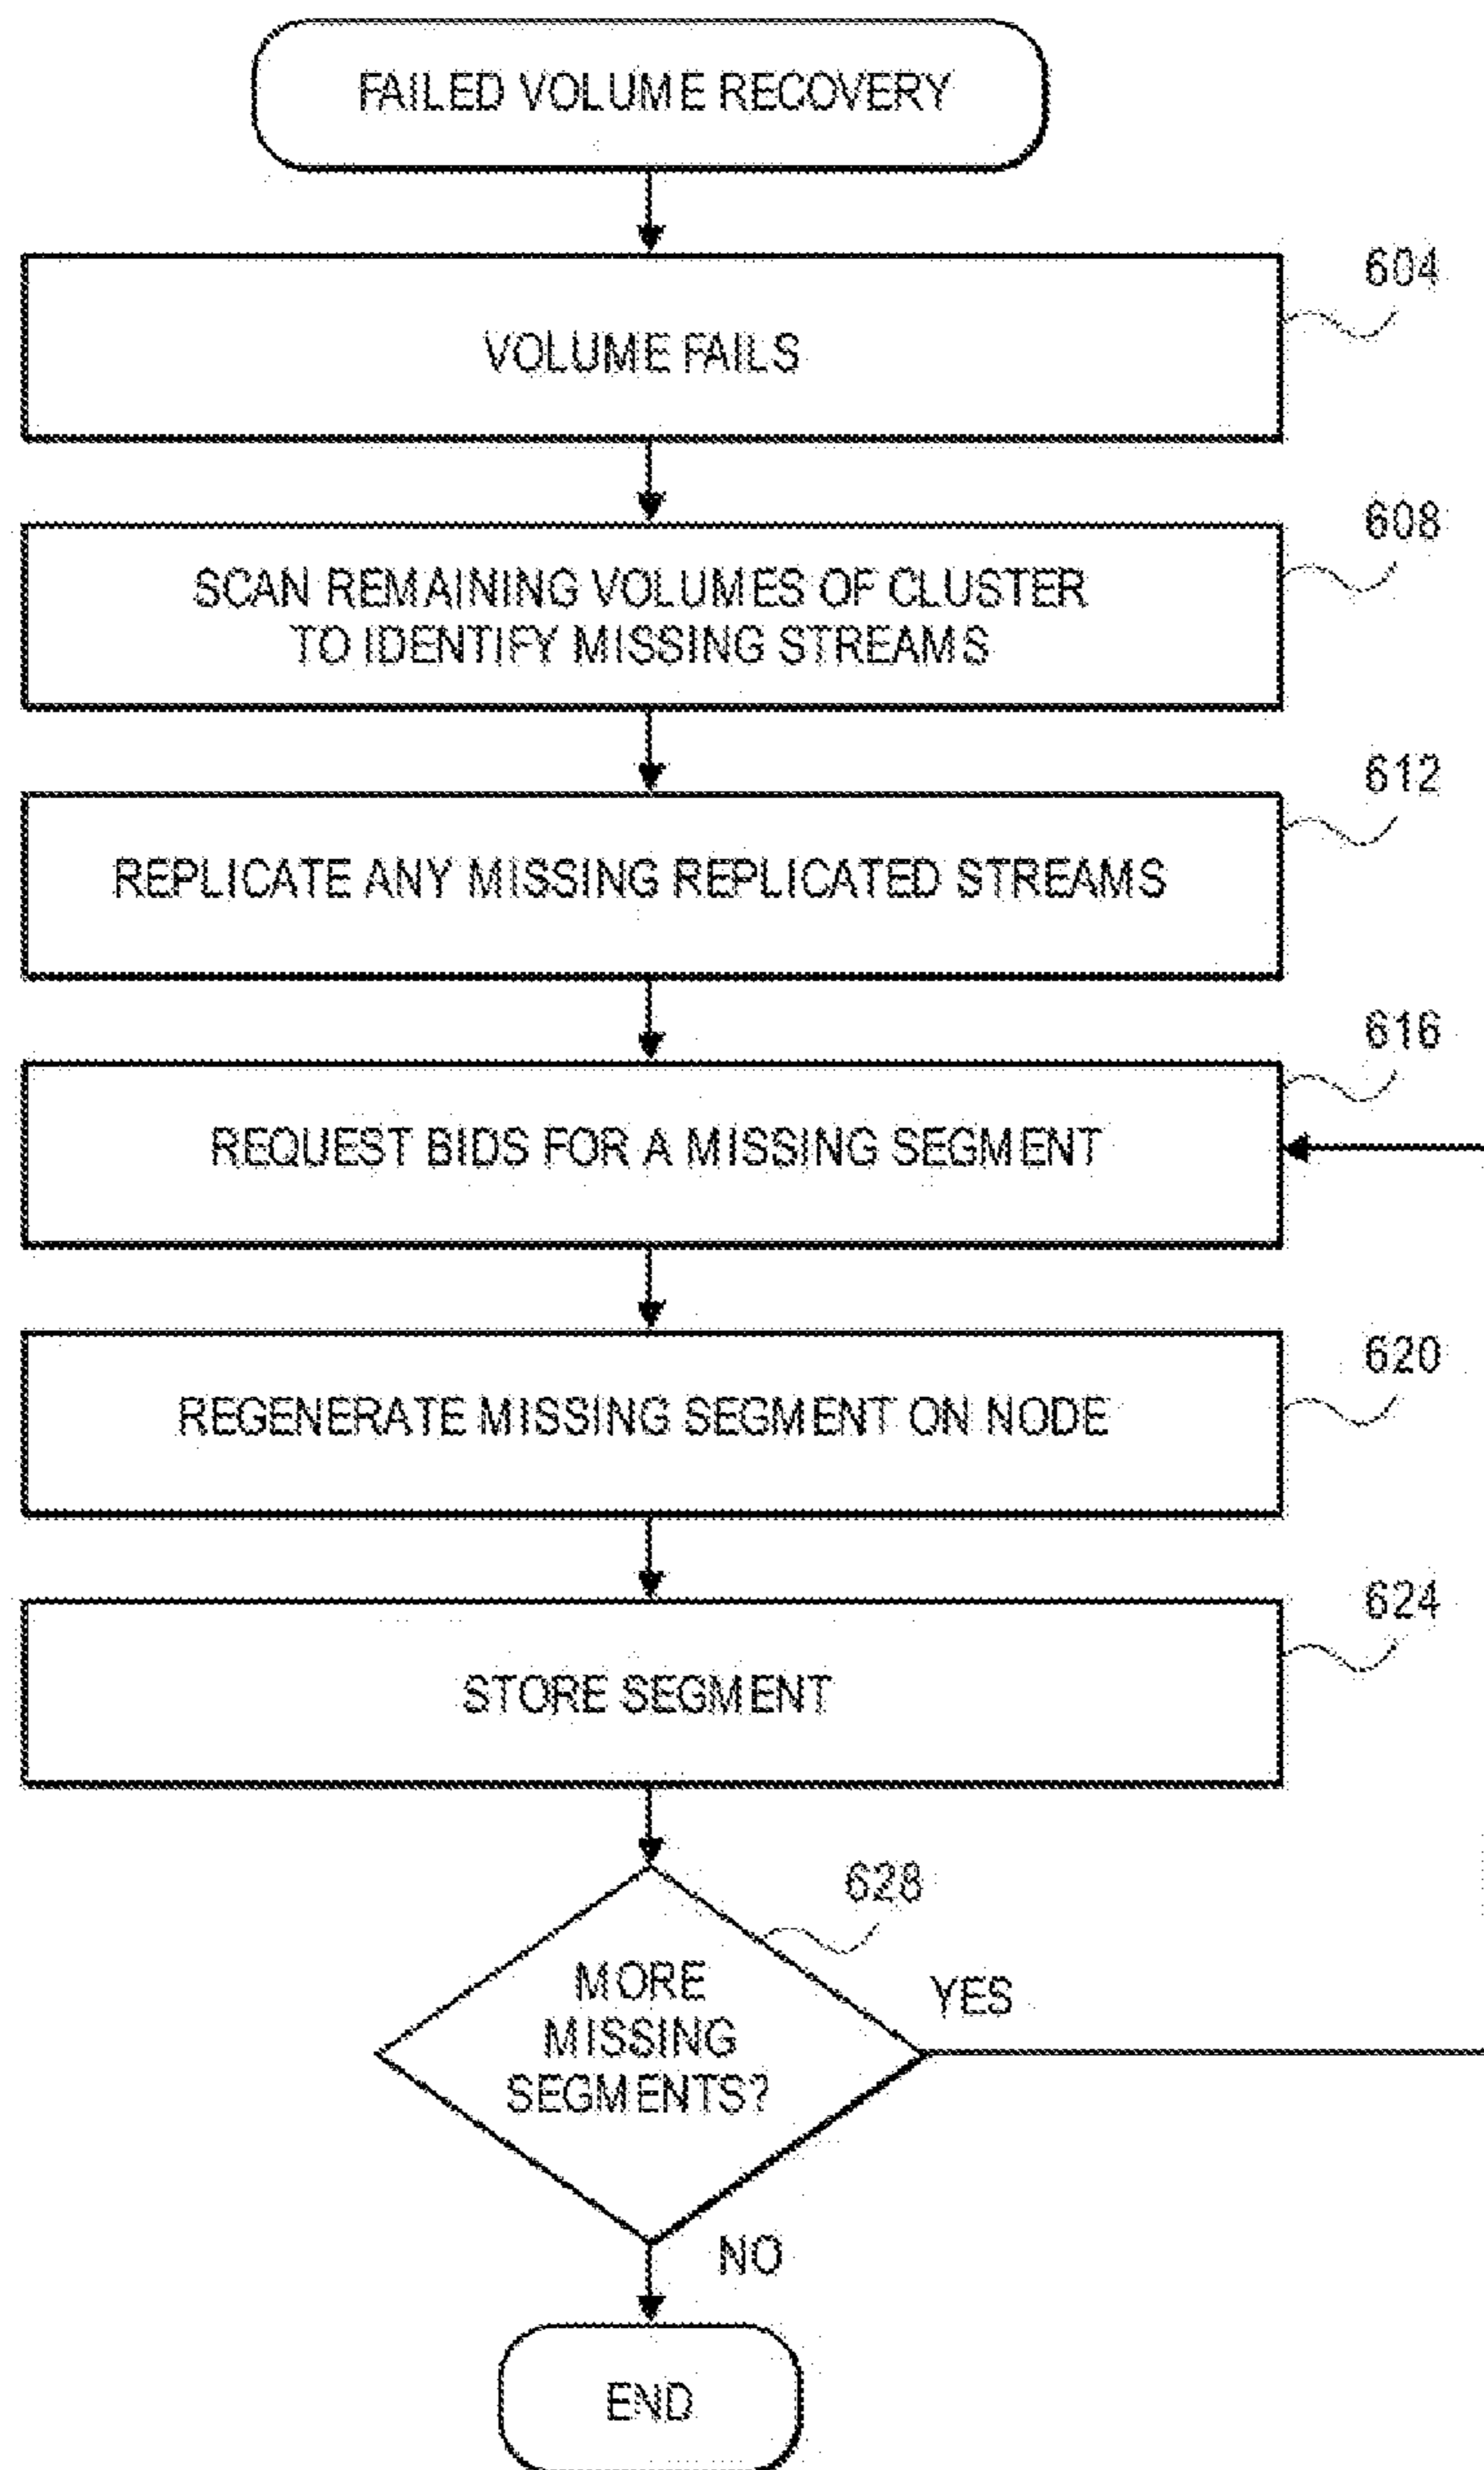 FAILED VOLUME RECOVERY
604
VOLUME FAILS
608
SCAN REMAINING VOLUMES OF CLUSTER
TO IDENTIFY MISSING STREAMS
612
REPLICATE ANY MISSING REPLICATED STREAMS
616
REQUEST BIDS FOR A MISSING SEGMENT
620
REGENERATE MISSING SEGMENT ON NODE
624
STORE SEGMENT
628
MORE
MISSING
SEGMENTS?
YES
NO
END